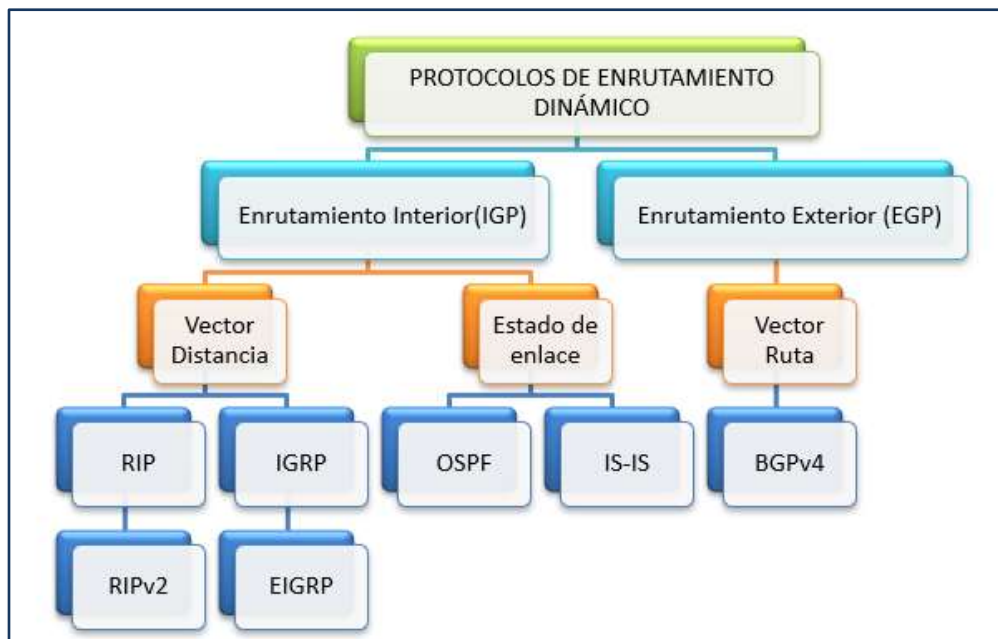 PROTOCOLOS DE ENRUTAMIENTO
DINÁMICO
Enrutamiento Interior(IGP)
Enrutamiento Exterior (EGP)
Vector
Distancia
Estado de
enlace
Vector
Ruta
RIP
IGRP
OSPF
IS-IS
BGPv4
RIPv2
EIGRP